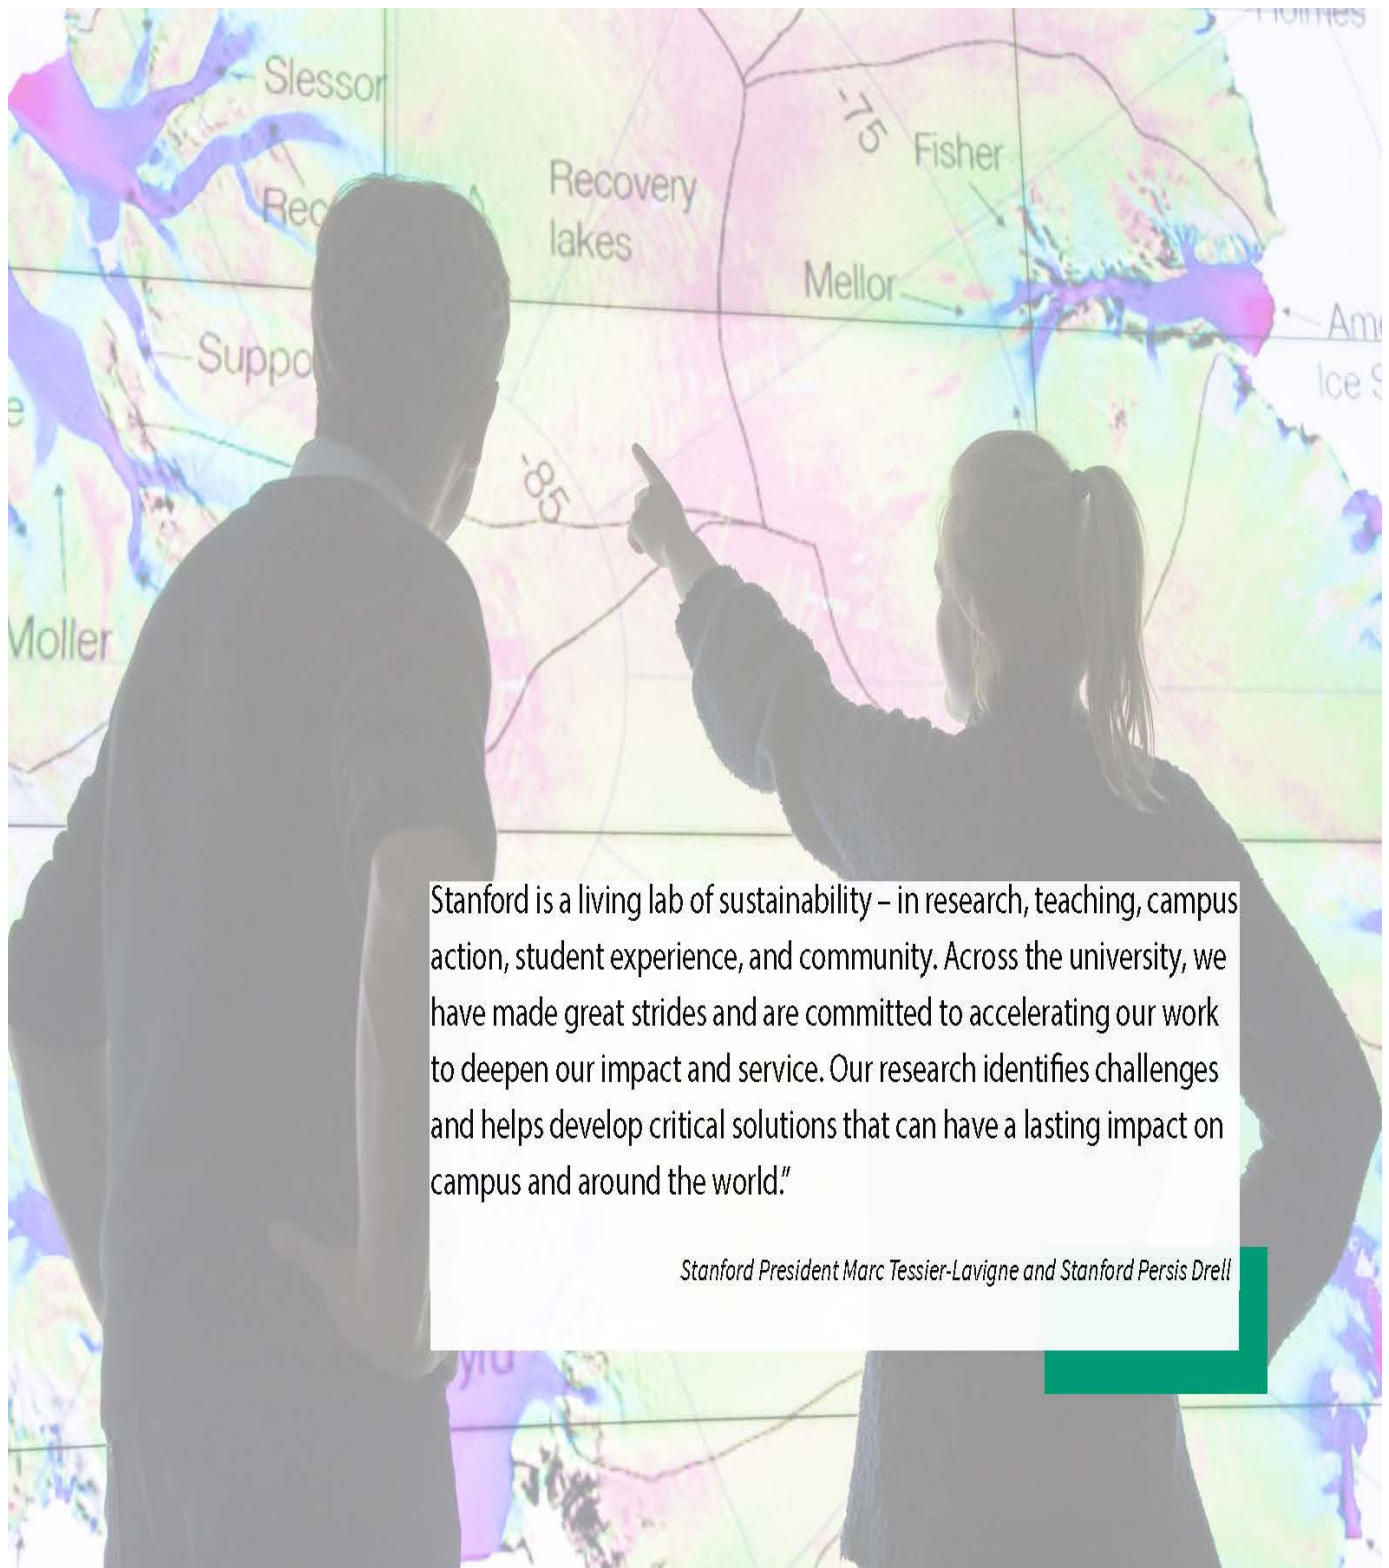 Holmes
Slessor
-75
Fisher
Recovery
lakes
Rec
Mellor
Ame
Ice S
Suppo
e
-85
Moller
Stanford is a living lab of sustainability – in research, teaching, campus
action, student experience, and community. Across the university, we
have made great strides and are committed to accelerating our work
to deepen our impact and service. Our research identifies challenges
and helps develop critical solutions that can have a lasting impact on
campus and around the world.”
Stanford President Marc Tessier-Lavigne and Stanford Persis Drell